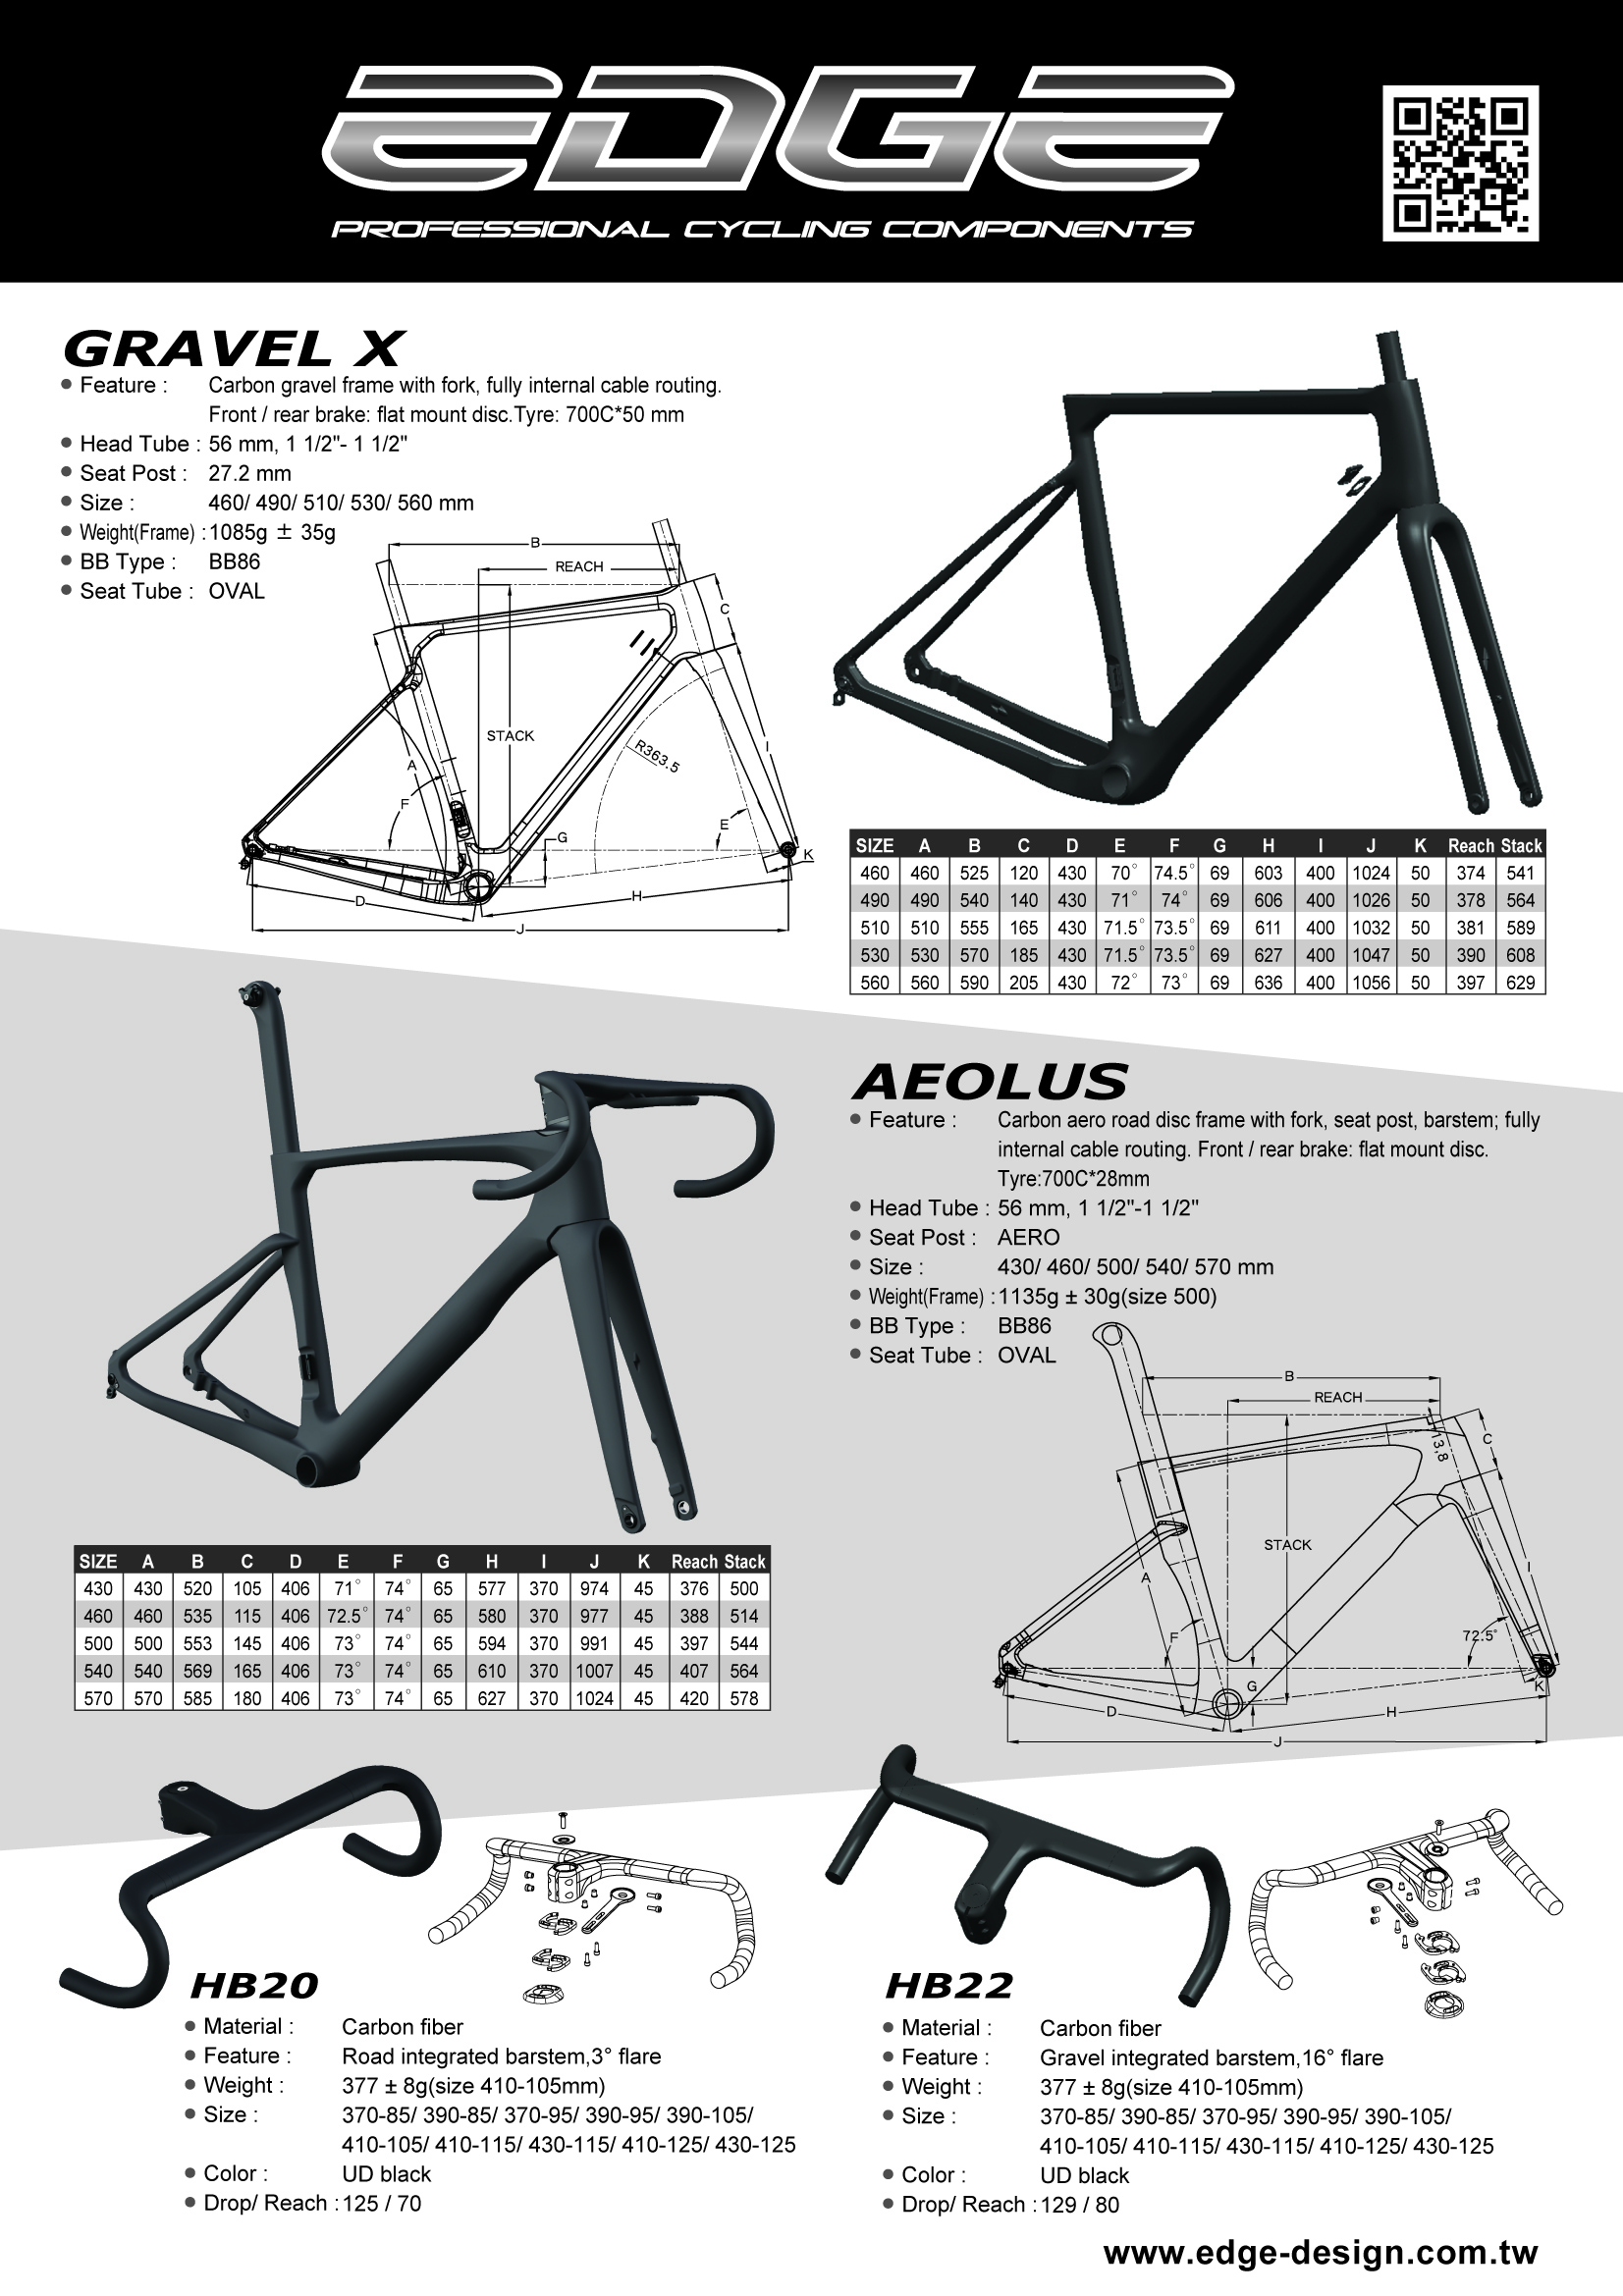 EDGE
PROFESSIONAL CYCLING COMPONENTS
GRAVEL X
Feature : Carbon gravel frame with fork, fully internal cable routing.
Front / rear brake: flat mount disc.Tyre: 700C*50 mm
Head Tube : 56 mm, 1 1/2"- 1 1/2"
Seat Post : 27.2 mm
Size : 460/ 490/ 510/ 530/ 560 mm
Weight(Frame) : 1085g ± 35g
BB Type : BB86
Seat Tube : OVAL
B
REACH
C
STACK
R363.5
I
A
F
E
G
K
D
H
J
SIZE A B C D E F G H I J K Reach Stack
460 460 525 120 430 70° 74.5° 69 603 400 1024 50 374 541
490 490 540 140 430 71° 74° 69 606 400 1026 50 378 564
510 510 555 165 430 71.5° 73.5° 69 611 400 1032 50 381 589
530 530 570 185 430 71.5° 73.5° 69 627 400 1047 50 390 608
560 560 590 205 430 72° 73° 69 636 400 1056 50 397 629
AEOLUS
Feature : Carbon aero road disc frame with fork, seat post, barstem; fully
internal cable routing. Front / rear brake: flat mount disc.
Tyre:700C*28mm
Head Tube : 56 mm, 1 1/2"-1 1/2"
Seat Post : AERO
Size : 430/ 460/ 500/ 540/ 570 mm
Weight(Frame) : 1135g ± 30g(size 500)
BB Type : BB86
Seat Tube : OVAL
B
REACH
C
13,8
STACK
A
I
F
72.5°
G
K
D
H
J
SIZE A B C D E F G H I J K Reach Stack
430 430 520 105 406 71° 74° 65 577 370 974 45 376 500
460 460 535 115 406 72.5° 74° 65 580 370 977 45 388 514
500 500 553 145 406 73° 74° 65 594 370 991 45 397 544
540 540 569 165 406 73° 74° 65 610 370 1007 45 407 564
570 570 585 180 406 73° 74° 65 627 370 1024 45 420 578
HB20
Material : Carbon fiber
Feature : Road integrated barstem,3° flare
Weight : 377 ± 8g(size 410-105mm)
Size : 370-85/ 390-85/ 370-95/ 390-95/ 390-105/
410-105/ 410-115/ 430-115/ 410-125/ 430-125
Color : UD black
Drop/ Reach : 125 / 70
HB22
Material : Carbon fiber
Feature : Gravel integrated barstem,16° flare
Weight : 377 ± 8g(size 410-105mm)
Size : 370-85/ 390-85/ 370-95/ 390-95/ 390-105/
410-105/ 410-115/ 430-115/ 410-125/ 430-125
Color : UD black
Drop/ Reach : 129 / 80
www.edge-design.com.tw